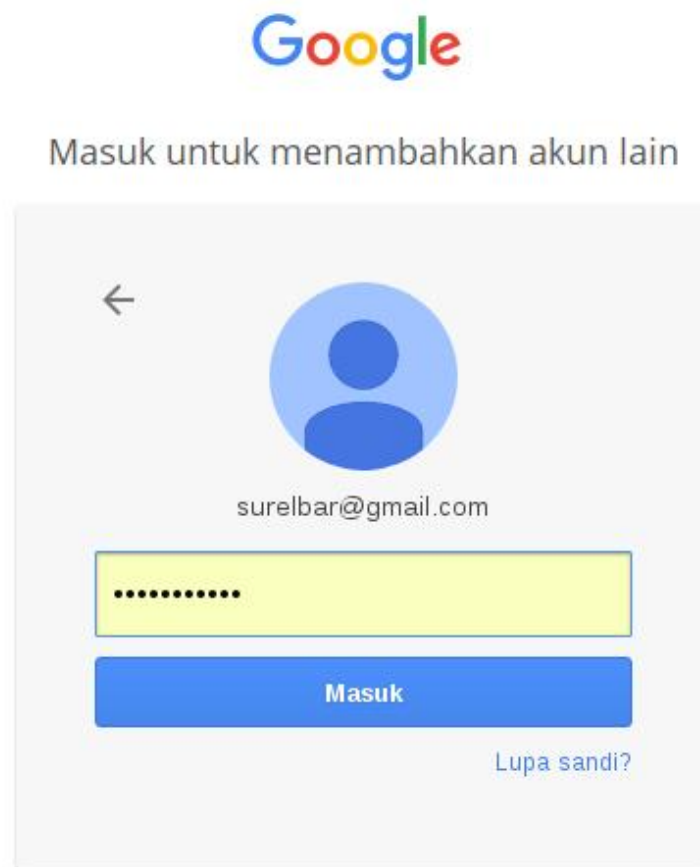 Google
Masuk untuk menambahkan akun lain
surelbar@gmail.com
•••••••••••
Masuk
Lupa sandi?